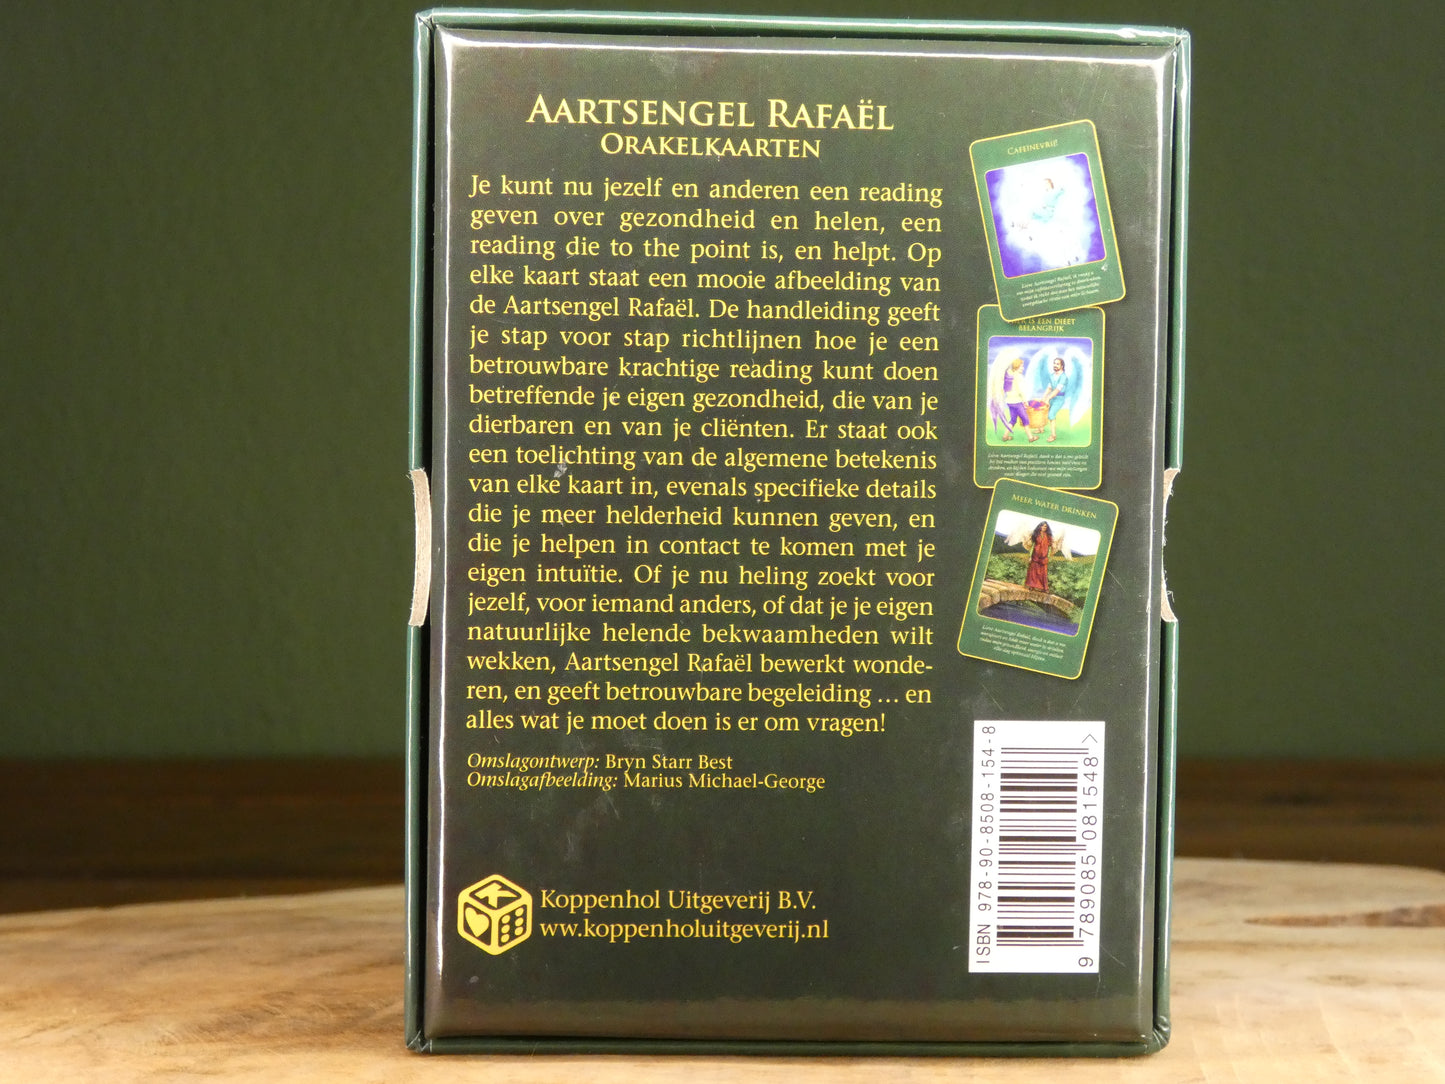 AARTSENGEL RAFAËL
ORAKELKAARTEN
Je kunt nu jezelf en anderen een reading
geven over gezondheid en helen, een
reading die to the point is, en helpt. Op
elke kaart staat een mooie afbeelding van
de Aartsengel Rafaël. De handleiding geeft
je stap voor stap richtlijnen hoe je een
betrouwbare krachtige reading kunt doen
betreffende je eigen gezondheid, die van je
dierbaren en van je cliënten. Er staat ook
een toelichting van de algemene betekenis
van elke kaart in, evenals specifieke details
die je meer helderheid kunnen geven, en
die je helpen in contact te komen met je
eigen intuïtie. Of je nu heling zoekt voor
jezelf, voor iemand anders, of dat je je eigen
natuurlijke helende bekwaamheden wilt
wekken, Aartsengel Rafaël bewerkt wonde-
ren, en geeft betrouwbare begeleiding ... en
alles wat je moet doen is er om vragen!
Omslagontwerp: Bryn Starr Best
Omslagafbeelding: Marius Michael-George
Koppenhol Uitgeverij B.V.
www.koppenholuitgeverij.nl
CAFEÏNEVRIJ!
IS EEN DIEET
BELANGRIJK
MEER WATER DRINKEN
ISBN 978-90-8508-154-8
9 789085 081548 >